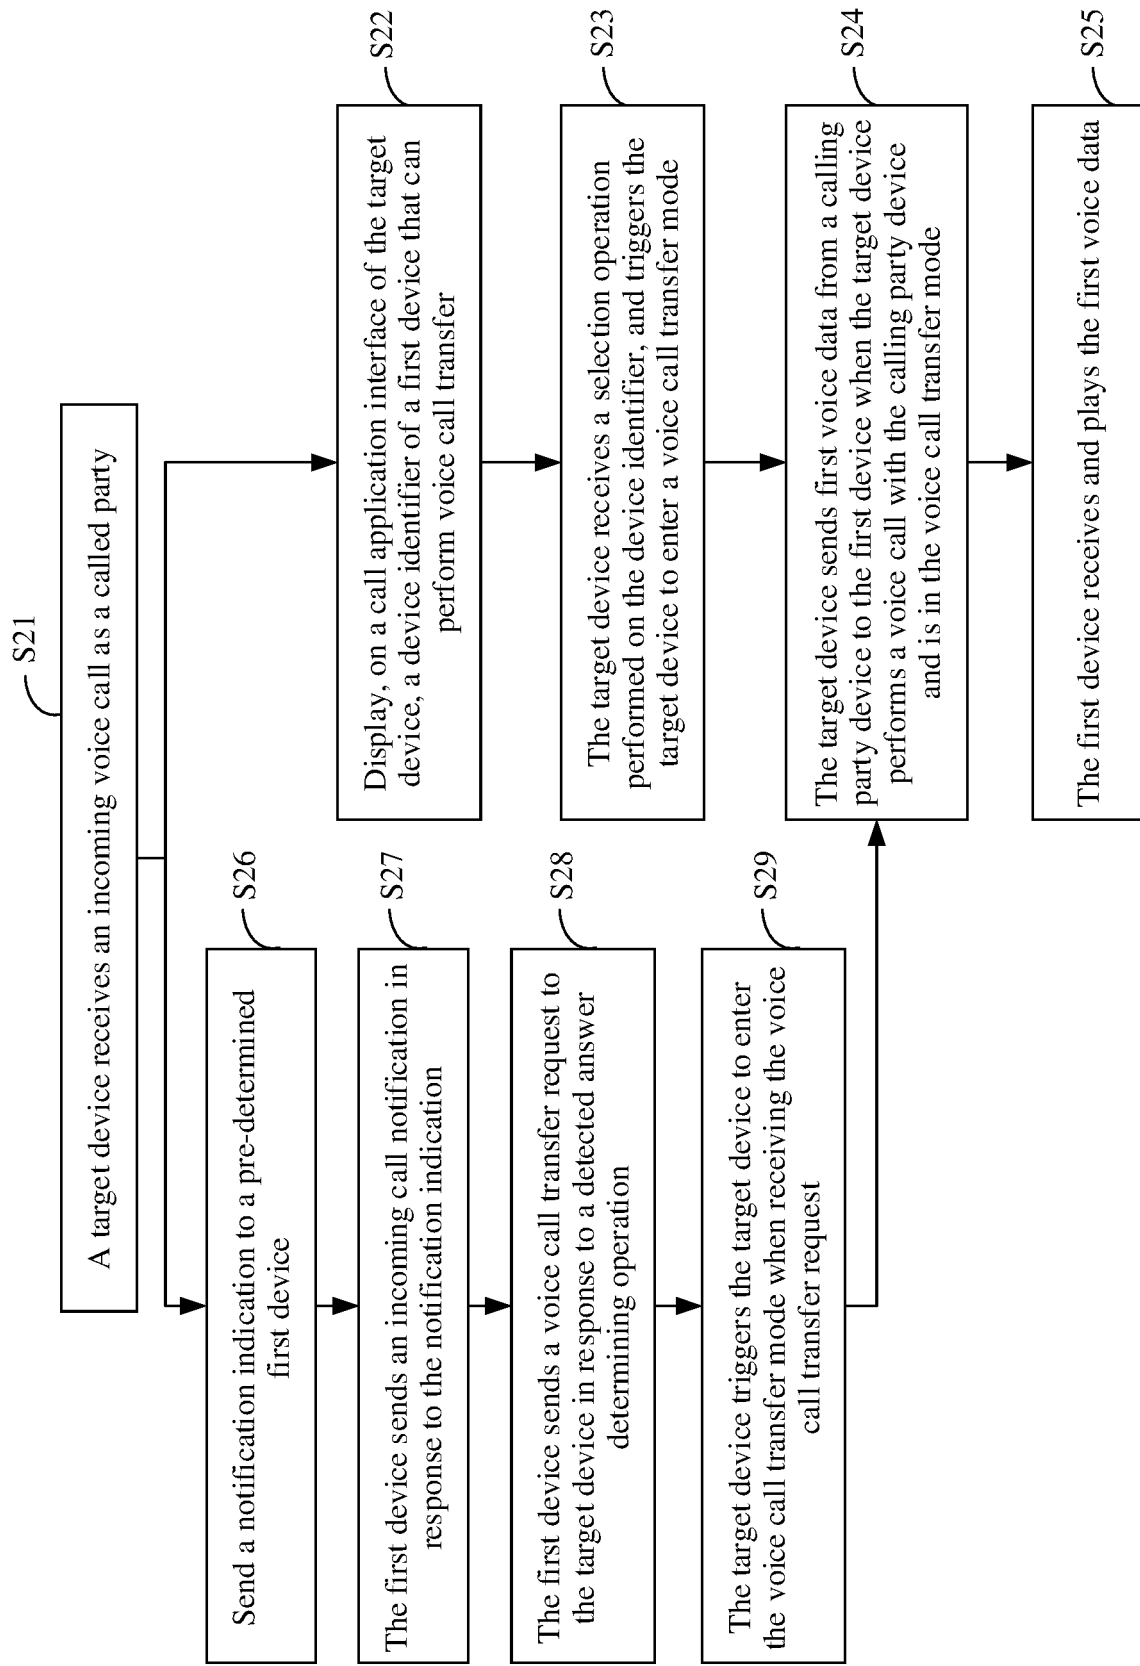 S21
A target device receives an incoming voice call as a called party
S26
Send a notification indication to a pre-determined
first device
S27
The first device sends an incoming call notification in
response to the notification indication
S28
The first device sends a voice call transfer request to
the target device in response to a detected answer
determining operation
S29
The target device triggers the target device to enter
the voice call transfer mode when receiving the voice
call transfer request
S22
Display, on a call application interface of the target
device, a device identifier of a first device that can
perform voice call transfer
S23
The target device receives a selection operation
performed on the device identifier, and triggers the
target device to enter a voice call transfer mode
S24
The target device sends first voice data from a calling
party device to the first device when the target device
performs a voice call with the calling party device
and is in the voice call transfer mode
S25
The first device receives and plays the first voice data